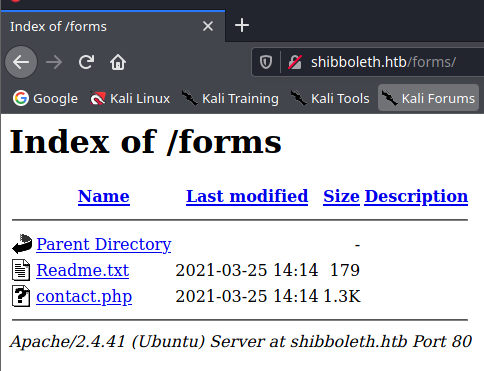 Index of /forms
shibboleth.htb/forms/
Google Kali Linux Kali Training Kali Tools Kali Forums
Index of /forms
Name Last modified Size Description
Parent Directory -
Readme.txt 2021-03-25 14:14 179
contact.php 2021-03-25 14:14 1.3K
Apache/2.4.41 (Ubuntu) Server at shibboleth.htb Port 80